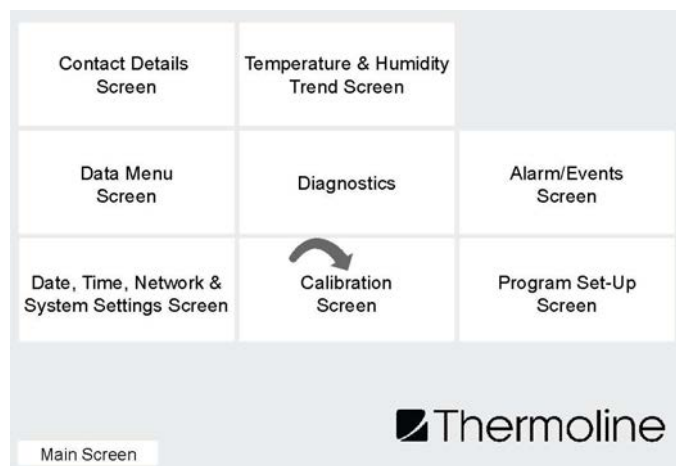 Contact Details
Screen
Temperature & Humidity
Trend Screen
Data Menu
Screen
Diagnostics
Alarm/Events
Screen
Date, Time, Network &
System Settings Screen
Calibration
Screen
Program Set-Up
Screen
Thermoline
Main Screen